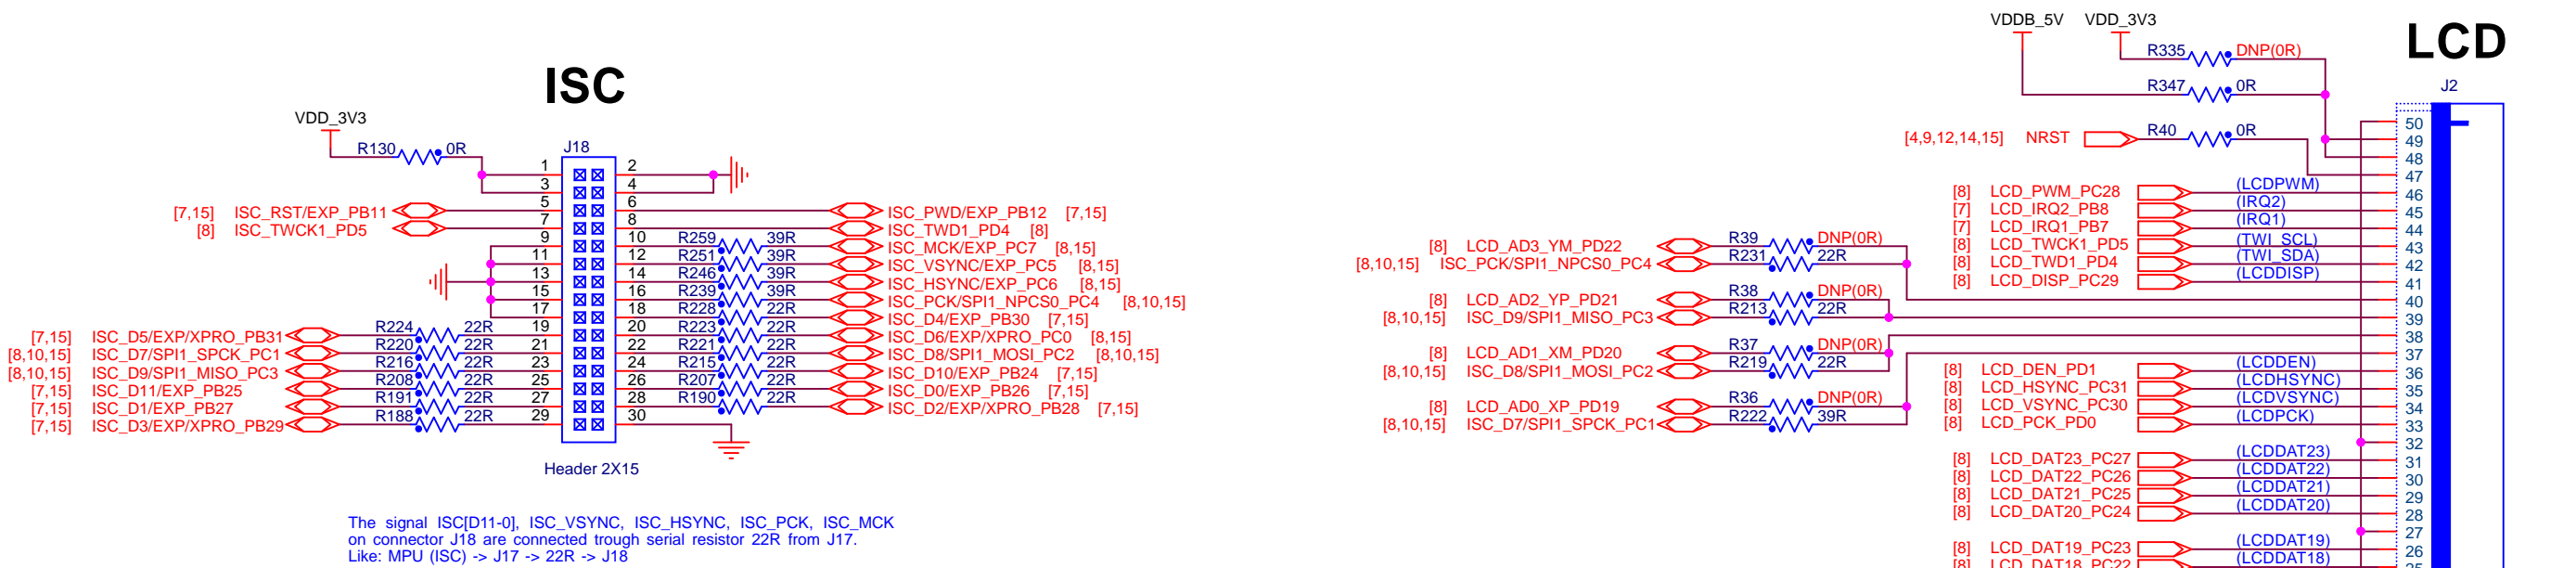 ISC
VDD_3V3
R130 0R
J18
1 2
3 4
[7,15] ISC_RST/EXP_PB11 5 6 ISC_PWD/EXP_PB12 [7,15]
[8] ISC_TWCK1_PD5 7 8 ISC_TWD1_PD4 [8]
9 10 R259 39R ISC_MCK/EXP_PC7 [8,15]
11 12 R251 39R ISC_VSYNC/EXP_PC5 [8,15]
13 14 R246 39R ISC_HSYNC/EXP_PC6 [8,15]
15 16 R239 39R ISC_PCK/SPI1_NPCS0_PC4 [8,10,15]
17 18 R228 22R ISC_D4/EXP_PB30 [7,15]
[7,15] ISC_D5/EXP/XPRO_PB31 R224 22R 19 20 R223 22R ISC_D6/EXP/XPRO_PC0 [8,15]
[8,10,15] ISC_D7/SPI1_SPCK_PC1 R220 22R 21 22 R221 22R ISC_D8/SPI1_MOSI_PC2 [8,10,15]
[8,10,15] ISC_D9/SPI1_MISO_PC3 R216 22R 23 24 R215 22R ISC_D10/EXP_PB24 [7,15]
[7,15] ISC_D11/EXP_PB25 R208 22R 25 26 R207 22R ISC_D0/EXP_PB26 [7,15]
[7,15] ISC_D1/EXP_PB27 R191 22R 27 28 R190 22R ISC_D2/EXP/XPRO_PB28 [7,15]
[7,15] ISC_D3/EXP/XPRO_PB29 R188 22R 29 30
Header 2X15
The signal ISC[D11-0], ISC_VSYNC, ISC_HSYNC, ISC_PCK, ISC_MCK
on connector J18 are connected trough serial resistor 22R from J17.
Like: MPU (ISC) -> J17 -> 22R -> J18
LCD
VDDB_5V VDD_3V3
R335 DNP(0R)
R347 0R
J2
50
[4,9,12,14,15] NRST R40 0R 49
48
47
[8] LCD_PWM_PC28 (LCDPWM) 46
[7] LCD_IRQ2_PB8 (IRQ2) 45
[7] LCD_IRQ1_PB7 (IRQ1) 44
[8] LCD_TWCK1_PD5 (TWI_SCL) 43
[8] LCD_TWD1_PD4 (TWI_SDA) 42
[8] LCD_DISP_PC29 (LCDDISP) 41
[8] LCD_AD3_YM_PD22 R39 DNP(0R)
[8,10,15] ISC_PCK/SPI1_NPCS0_PC4 R231 22R
40
[8] LCD_AD2_YP_PD21 R38 DNP(0R)
[8,10,15] ISC_D9/SPI1_MISO_PC3 R213 22R 39
38
[8] LCD_AD1_XM_PD20 R37 DNP(0R) 37
[8,10,15] ISC_D8/SPI1_MOSI_PC2 R219 22R
[8] LCD_AD0_XP_PD19 R36 DNP(0R)
[8,10,15] ISC_D7/SPI1_SPCK_PC1 R222 39R
[8] LCD_DEN_PD1 (LCDDEN) 36
[8] LCD_HSYNC_PC31 (LCDHSYNC) 35
[8] LCD_VSYNC_PC30 (LCDVSYNC) 34
[8] LCD_PCK_PD0 (LCDPCK) 33
32
[8] LCD_DAT23_PC27 (LCDDAT23) 31
[8] LCD_DAT22_PC26 (LCDDAT22) 30
[8] LCD_DAT21_PC25 (LCDDAT21) 29
[8] LCD_DAT20_PC24 (LCDDAT20) 28
27
[8] LCD_DAT19_PC23 (LCDDAT19) 26
[8] LCD_DAT18_PC22 (LCDDAT18) 25